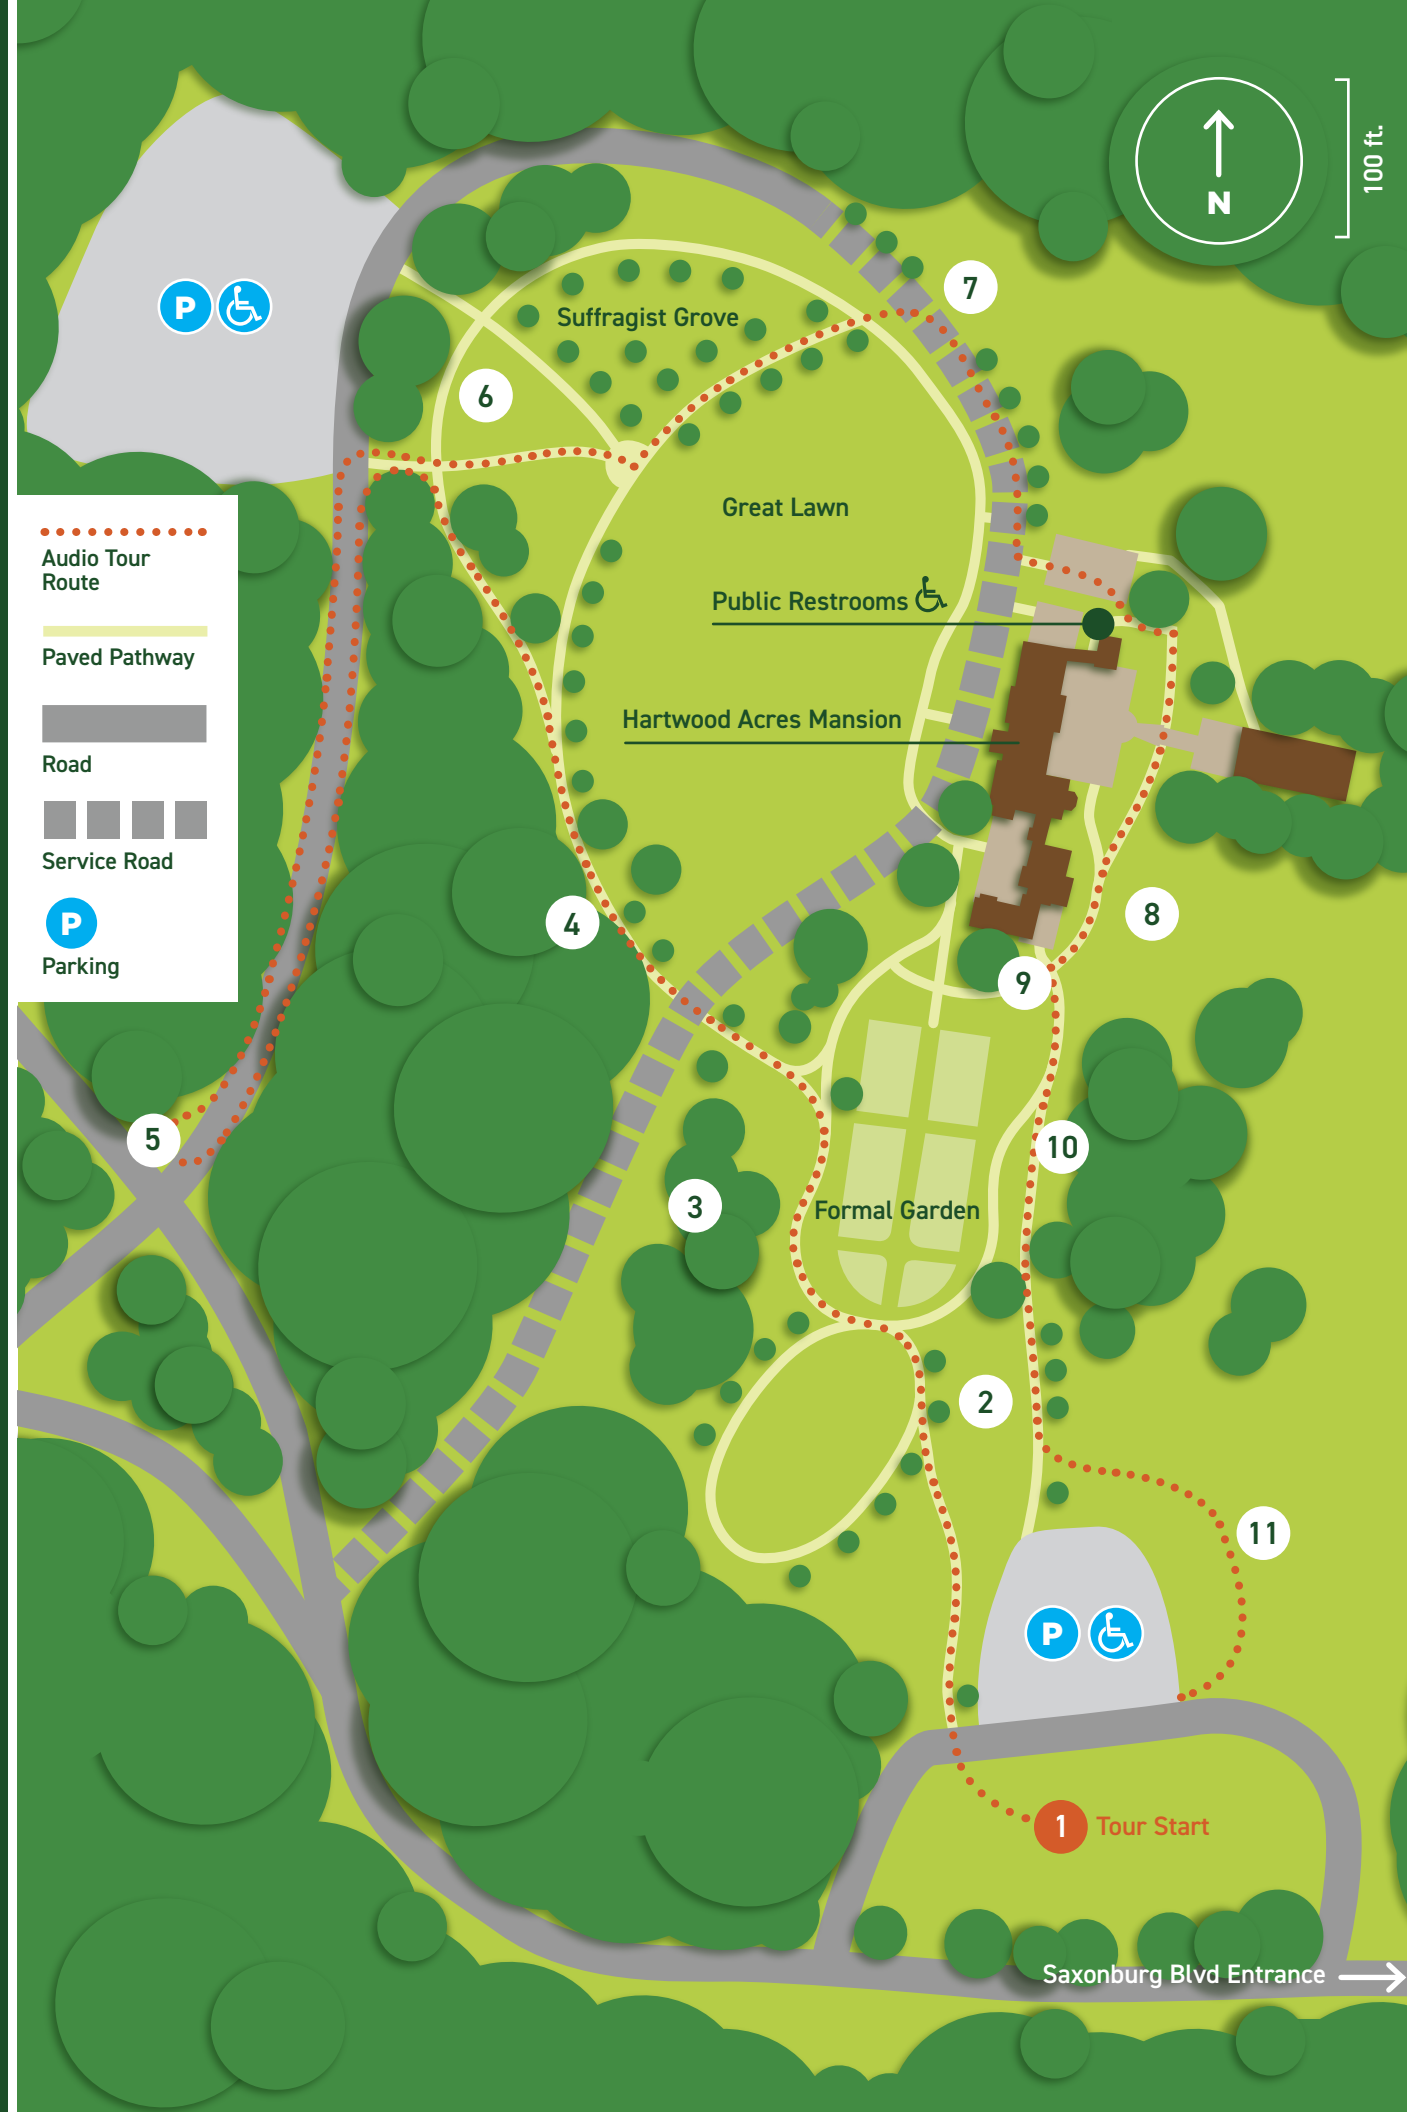 N
100 ft.
P
7
Suffragist Grove
6
Great Lawn
Audio Tour
Route
Public Restrooms
Paved Pathway
Hartwood Acres Mansion
Road
Service Road
P
Parking
4
8
9
5
10
3
Formal Garden
2
11
P
1 Tour Start
Saxonburg Blvd Entrance